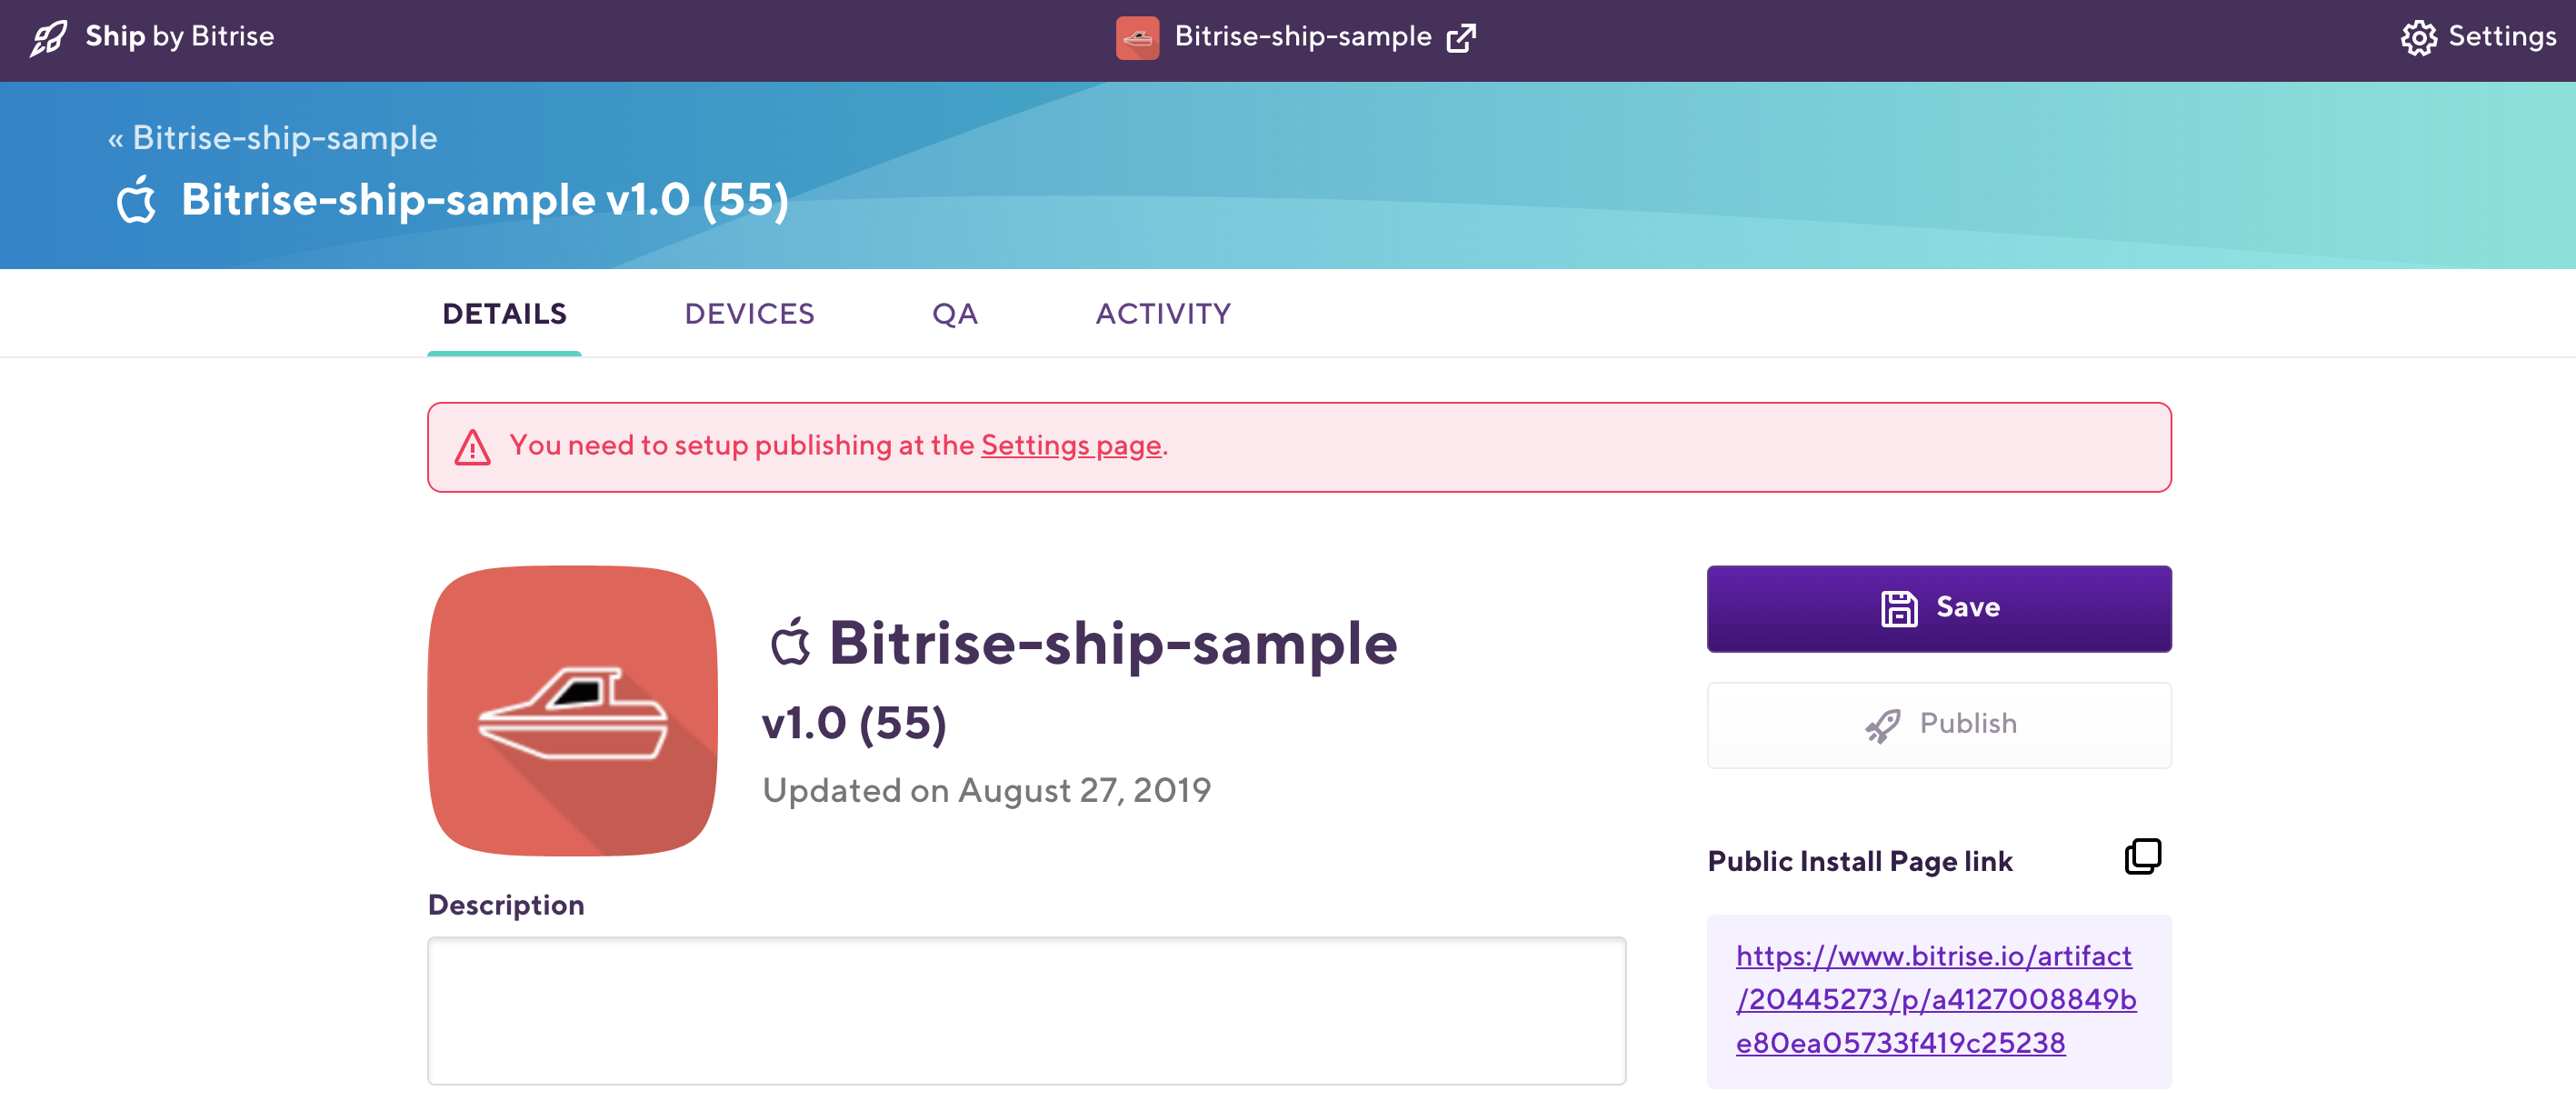 Ship by Bitrise
Bitrise-ship-sample
Settings
« Bitrise-ship-sample
Bitrise-ship-sample v1.0 (55)
DETAILS
DEVICES
QA
ACTIVITY
You need to setup publishing at the Settings page.
Bitrise-ship-sample
v1.0 (55)
Updated on August 27, 2019
Description
Save
Publish
Public Install Page link
https://www.bitrise.io/artifact
/20445273/p/a4127008849b
e80ea05733f419c25238